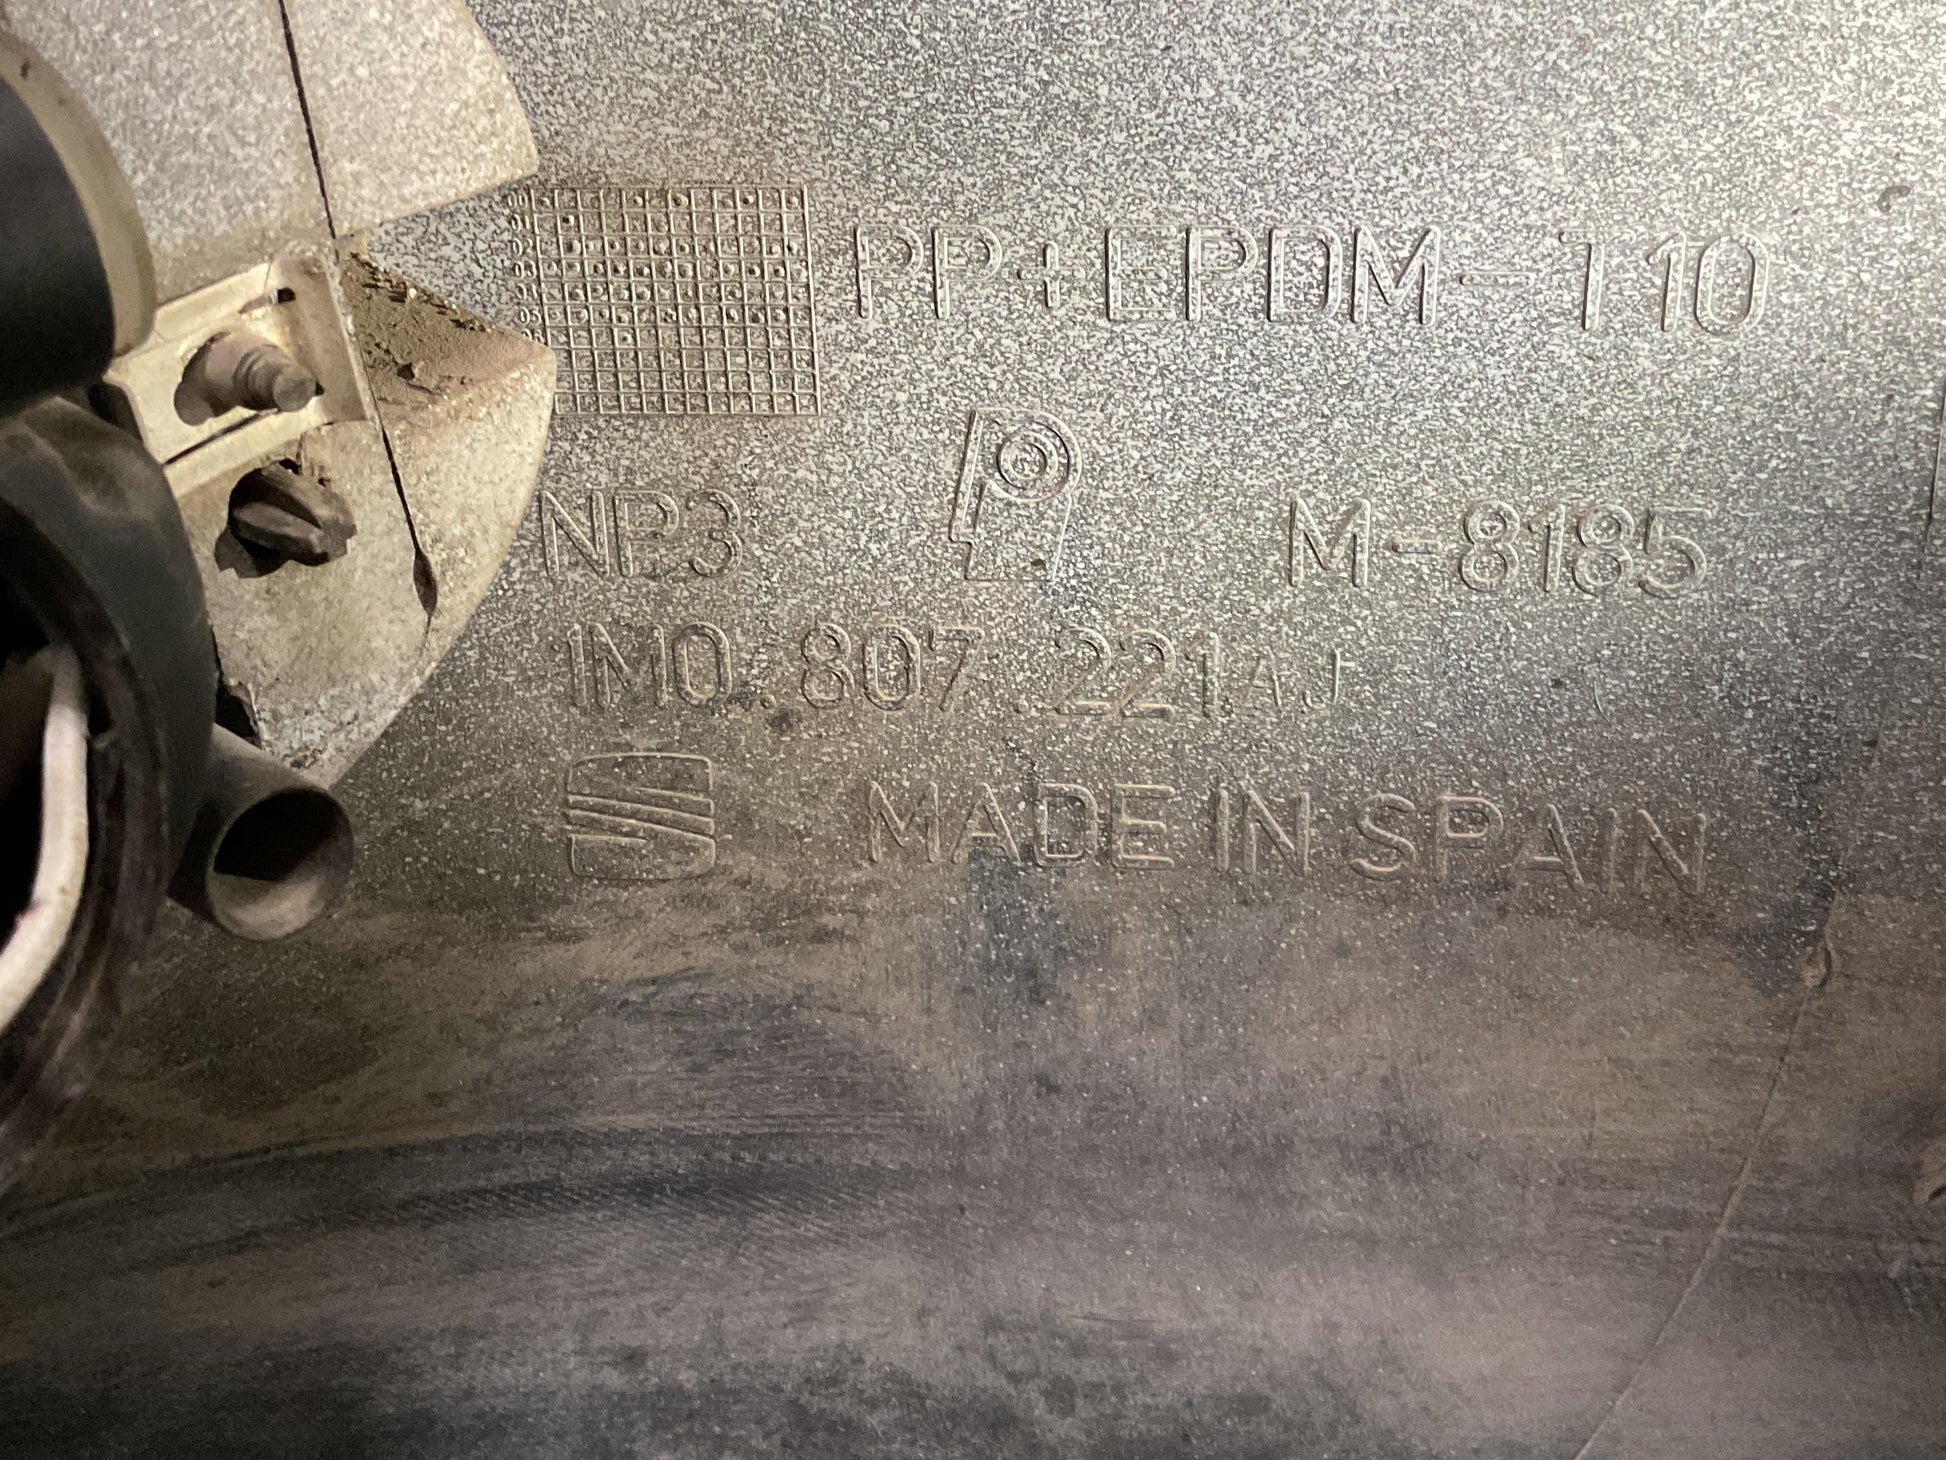 PP+EPDM-T10
NP3 M-8185
1M0.807.221AJ
MADE IN SPAIN